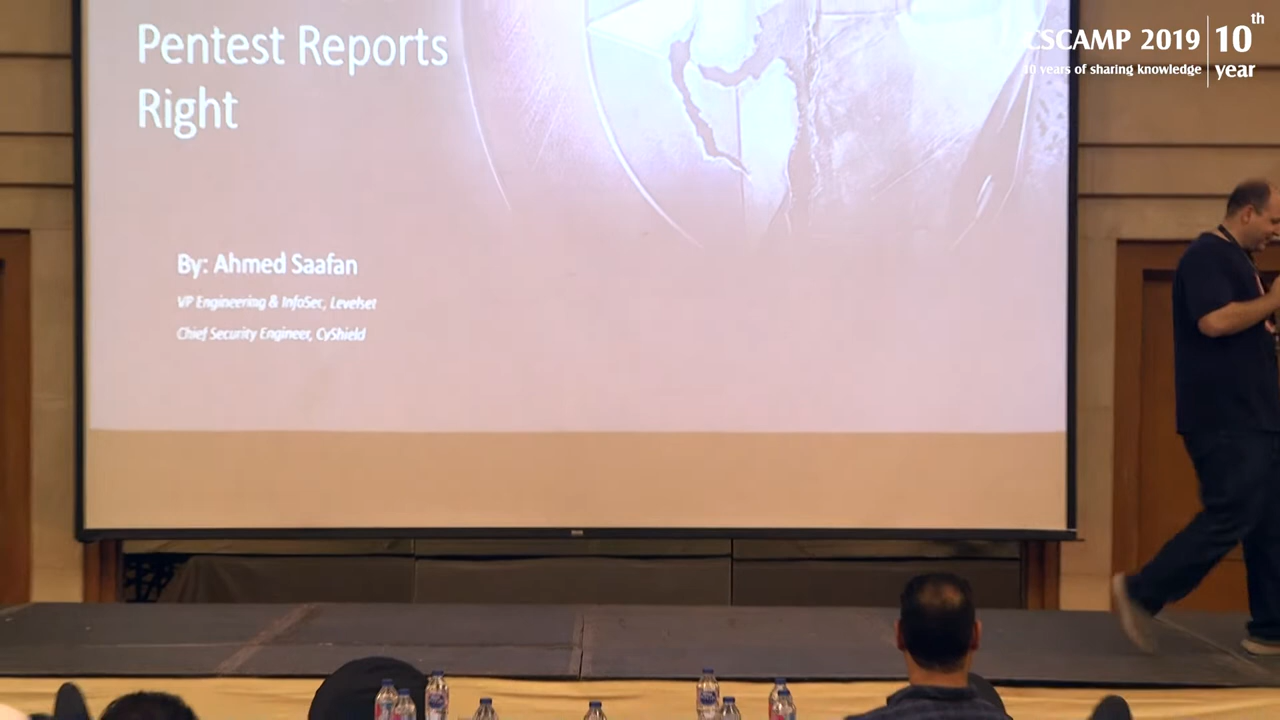 Pentest Reports
Right
By: Ahmed Saafan
VP Engineering & InfoSec, Levelset
Chief Security Engineer, CyShield
CSCAMP 2019
10 years of sharing knowledge
10th
year